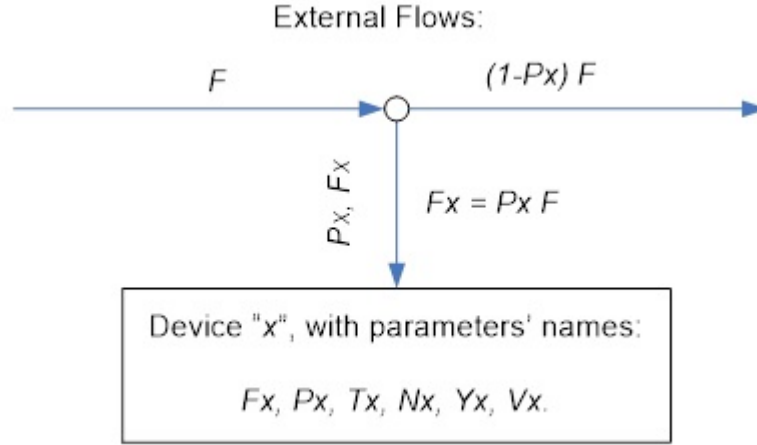 External Flows:
F
(1-Px) F
Px, Fx
Fx = Px F
Device "x", with parameters' names:
Fx, Px, Tx, Nx, Yx, Vx.